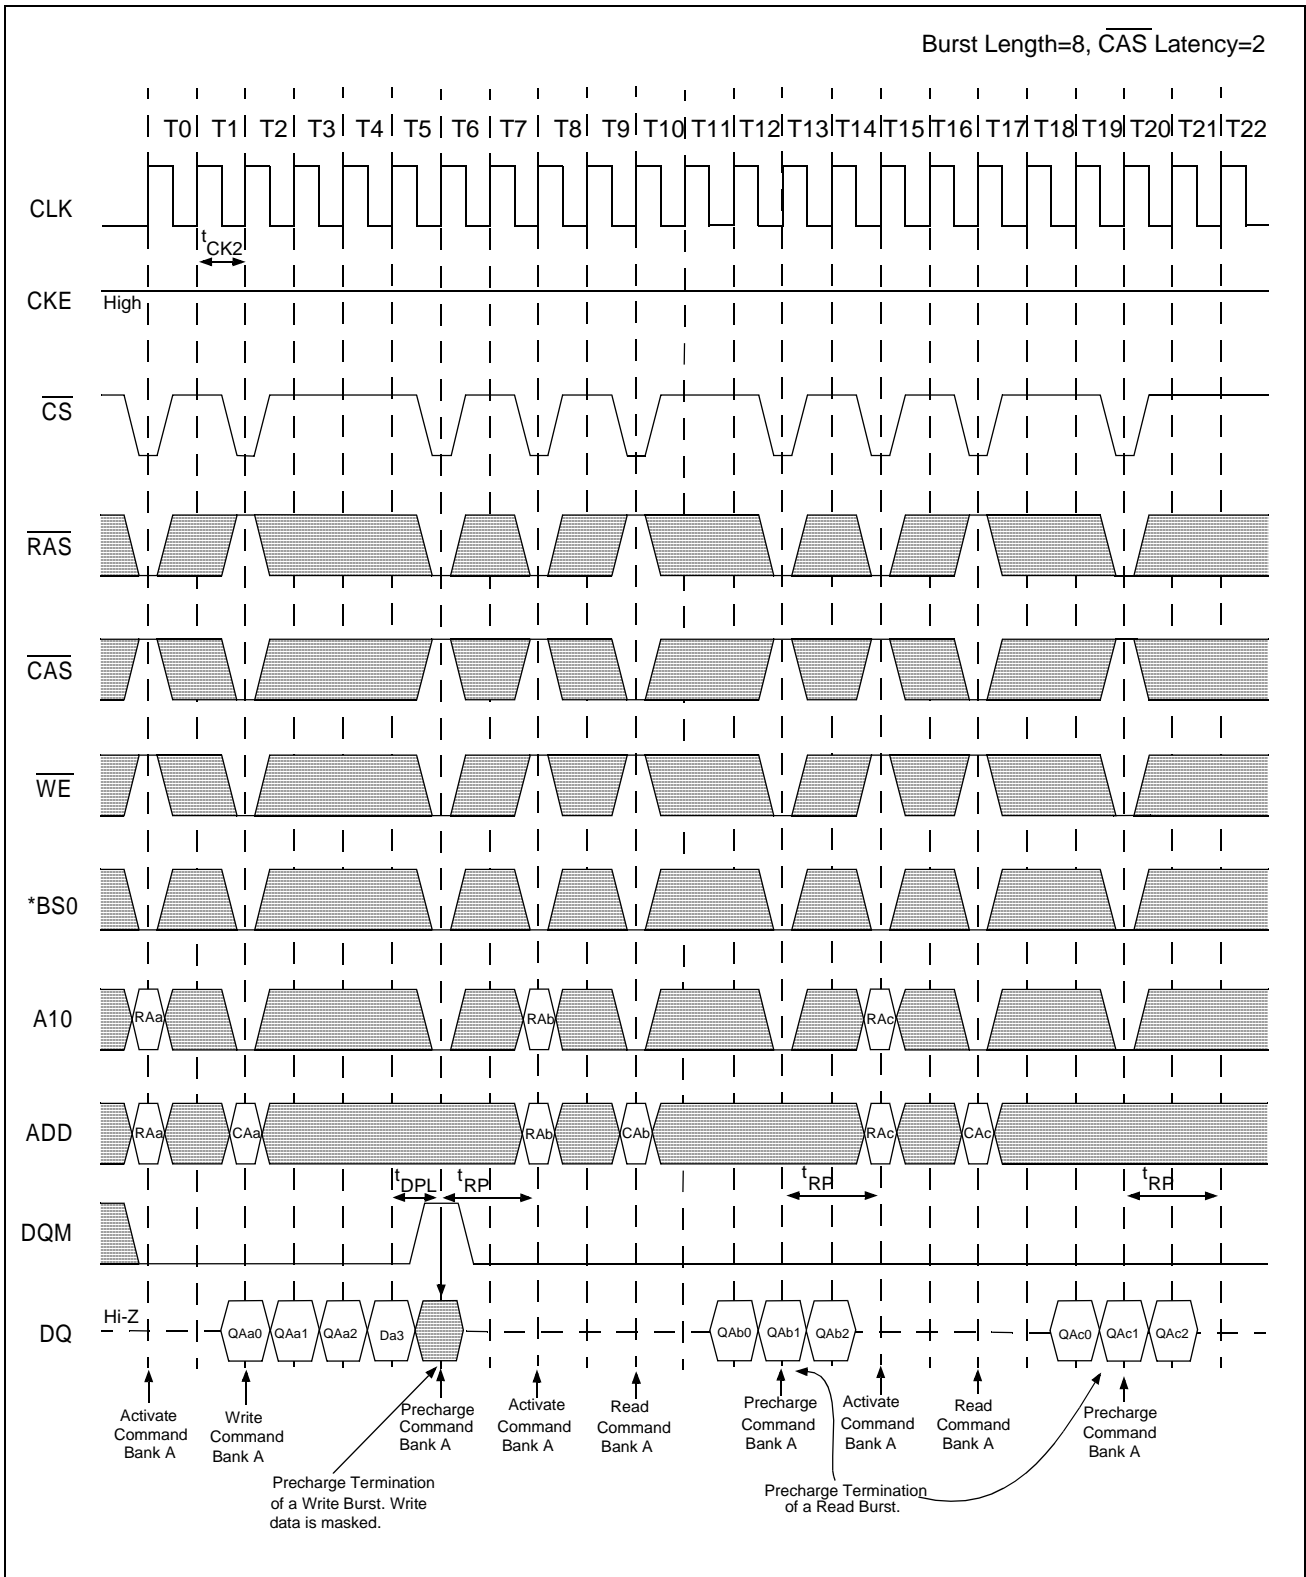 Burst Length=8, CAS Latency=2
T0 T1 T2 T3 T4 T5 T6 T7 T8 T9 T10 T11 T12 T13 T14 T15 T16 T17 T18 T19 T20 T21 T22
CLK
tCK2
CKE High
CS
RAS
CAS
WE
*BS0
A10 RAa RAb RAc
ADD RAa CAa RAb CAb RAc CAc
tDPL tRP tRP tRP
DQM
DQ Hi-Z QAa0 QAa1 QAa2 Da3 QAb0 QAb1 QAb2 QAc0 QAc1 QAc2
Activate
Command
Bank A
Write
Command
Bank A
Precharge
Command
Bank A
Activate
Command
Bank A
Read
Command
Bank A
Precharge
Command
Bank A
Activate
Command
Bank A
Read
Command
Bank A
Precharge
Command
Bank A
Precharge Termination
of a Write Burst. Write
data is masked.
Precharge Termination
of a Read Burst.